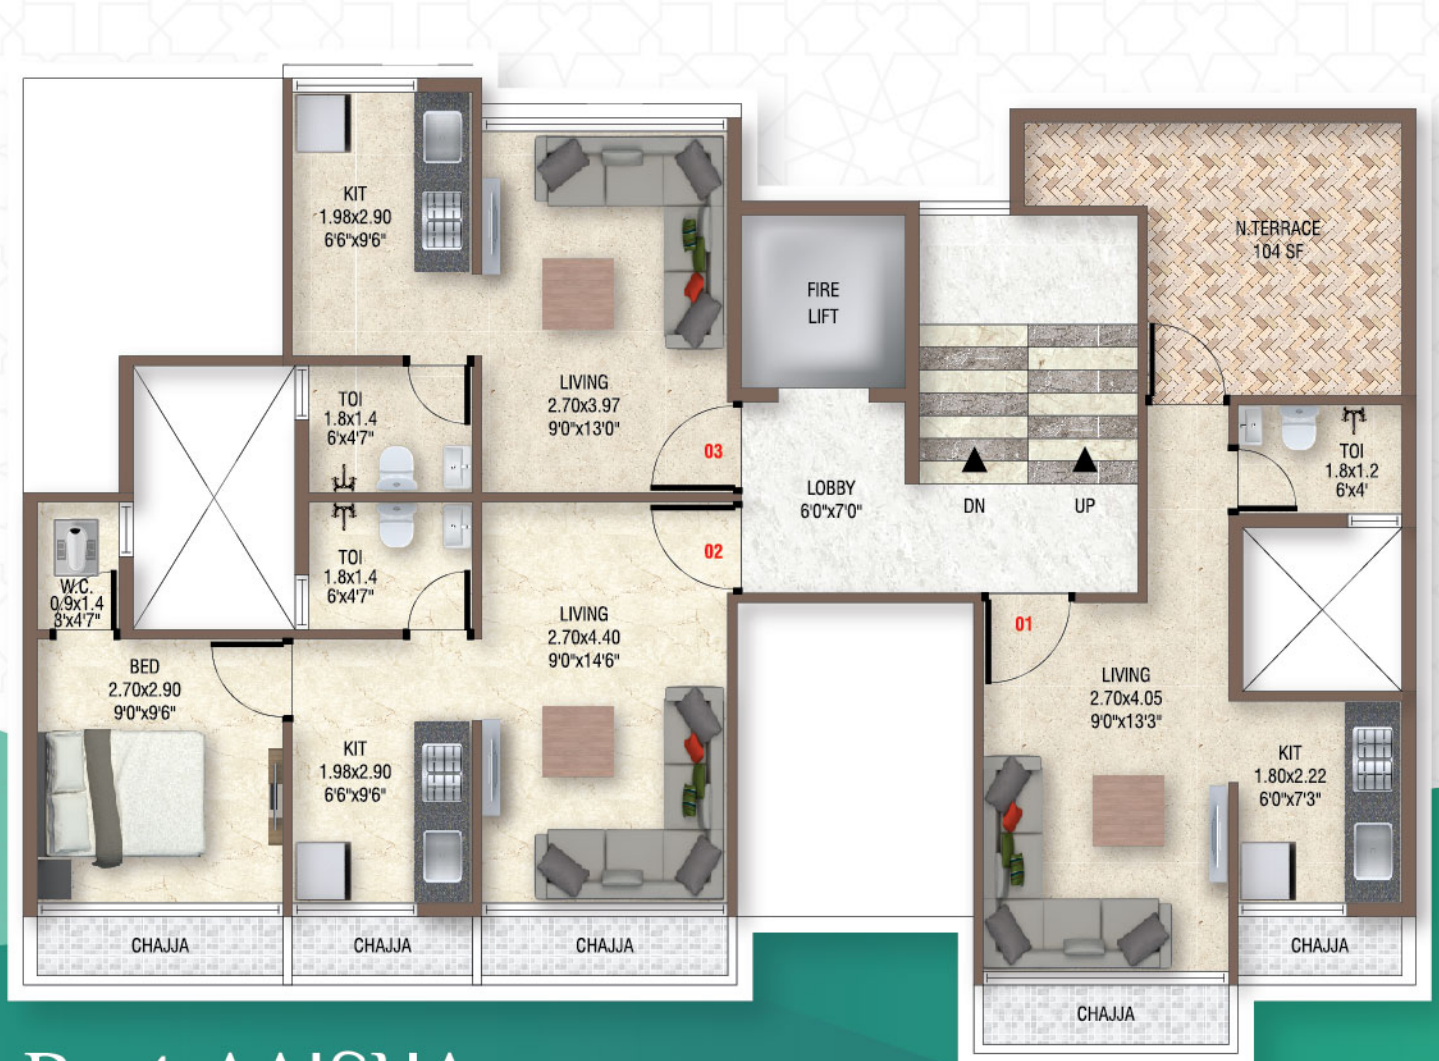 KIT
1.98x2.90
6'6"x9'6"
N.TERRACE
104 SF
FIRE
LIFT
LIVING
2.70x3.97
9'0"x13'0"
TOI
1.8x1.4
6'x4'7"
03
TOI
1.8x1.2
6'x4'
LOBBY
6'0"x7'0"
DN
UP
02
TOI
1.8x1.4
6'x4'7"
W.C.
0.9x1.4
3'x4'7"
LIVING
2.70x4.40
9'0"x14'6"
01
BED
2.70x2.90
9'0"x9'6"
LIVING
2.70x4.05
9'0"x13'3"
KIT
1.98x2.90
6'6"x9'6"
KIT
1.80x2.22
6'0"x7'3"
CHAJJA
CHAJJA
CHAJJA
CHAJJA
CHAJJA